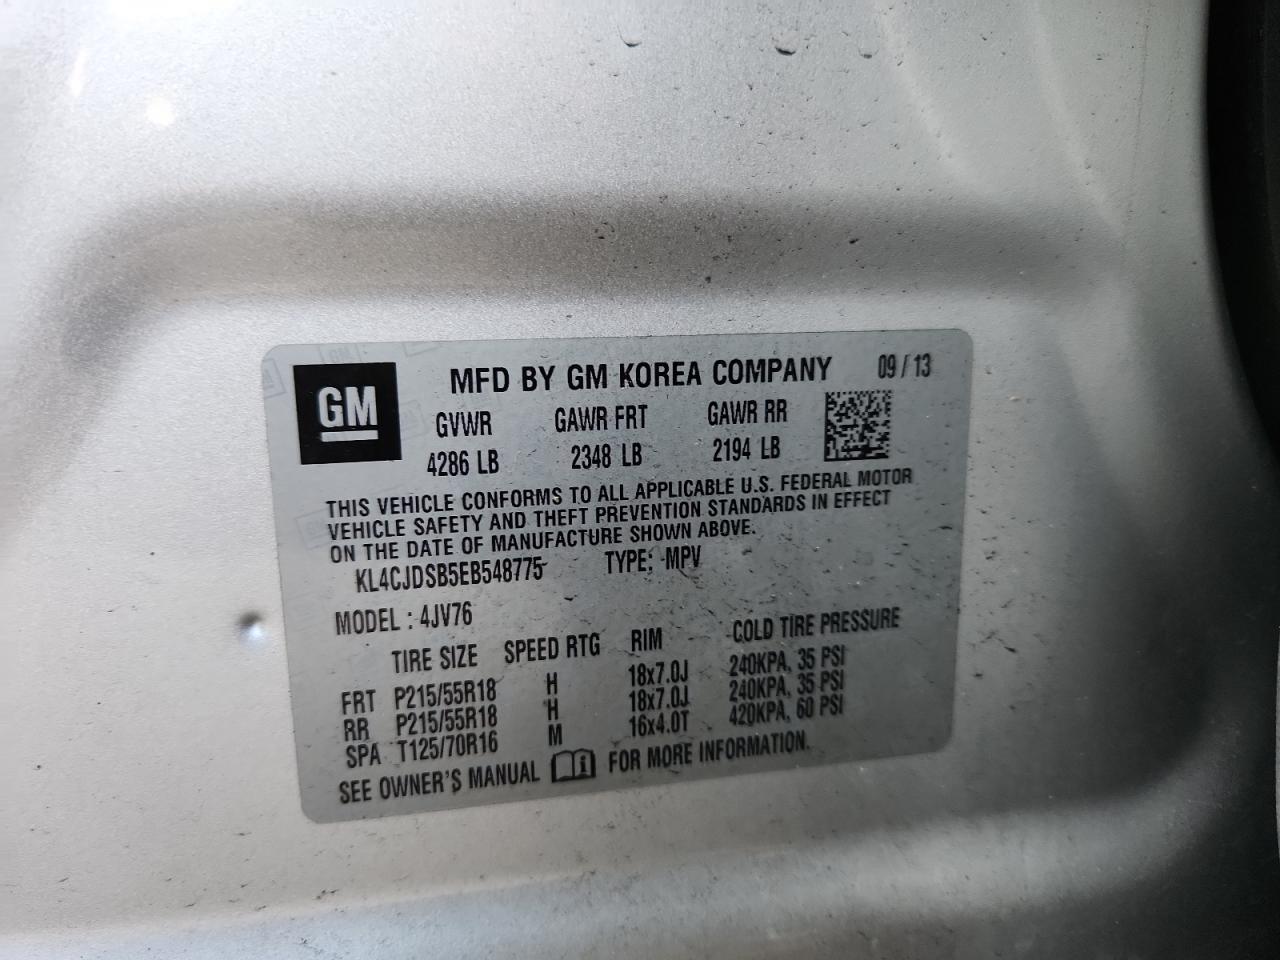 GM
MFD BY GM KOREA COMPANY 09 / 13
GVWR GAWR FRT GAWR RR
4286 LB 2348 LB 2194 LB
THIS VEHICLE CONFORMS TO ALL APPLICABLE U.S. FEDERAL MOTOR
VEHICLE SAFETY AND THEFT PREVENTION STANDARDS IN EFFECT
ON THE DATE OF MANUFACTURE SHOWN ABOVE.
KL4CJDSB5EB548775 TYPE: MPV
MODEL : 4JV76
TIRE SIZE SPEED RTG RIM COLD TIRE PRESSURE
FRT P215/55R18 H 18x7.0J 240KPA, 35 PSI
RR P215/55R18 H 18x7.0J 240KPA, 35 PSI
SPA T125/70R16 M 16x4.0T 420KPA, 60 PSI
SEE OWNER'S MANUAL i FOR MORE INFORMATION.